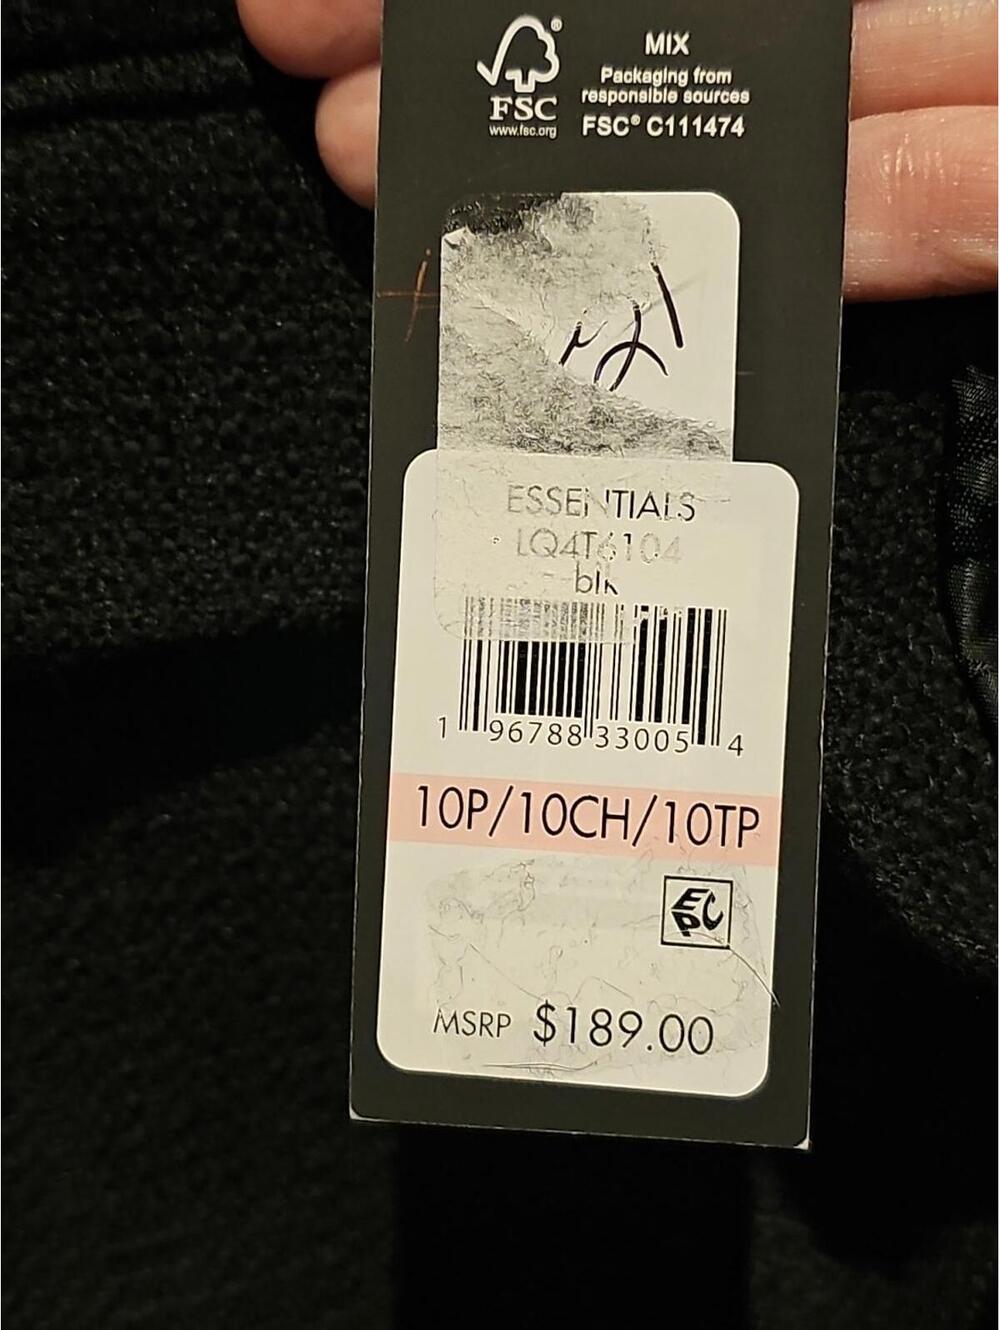 MIX
Packaging from
responsible sources
FSC® C111474
FSC
www.fsc.org
ESSENTIALS
LQ4T6104
blk
1 96788 33005 4
10P/10CH/10TP
EPC
MSRP $189.00